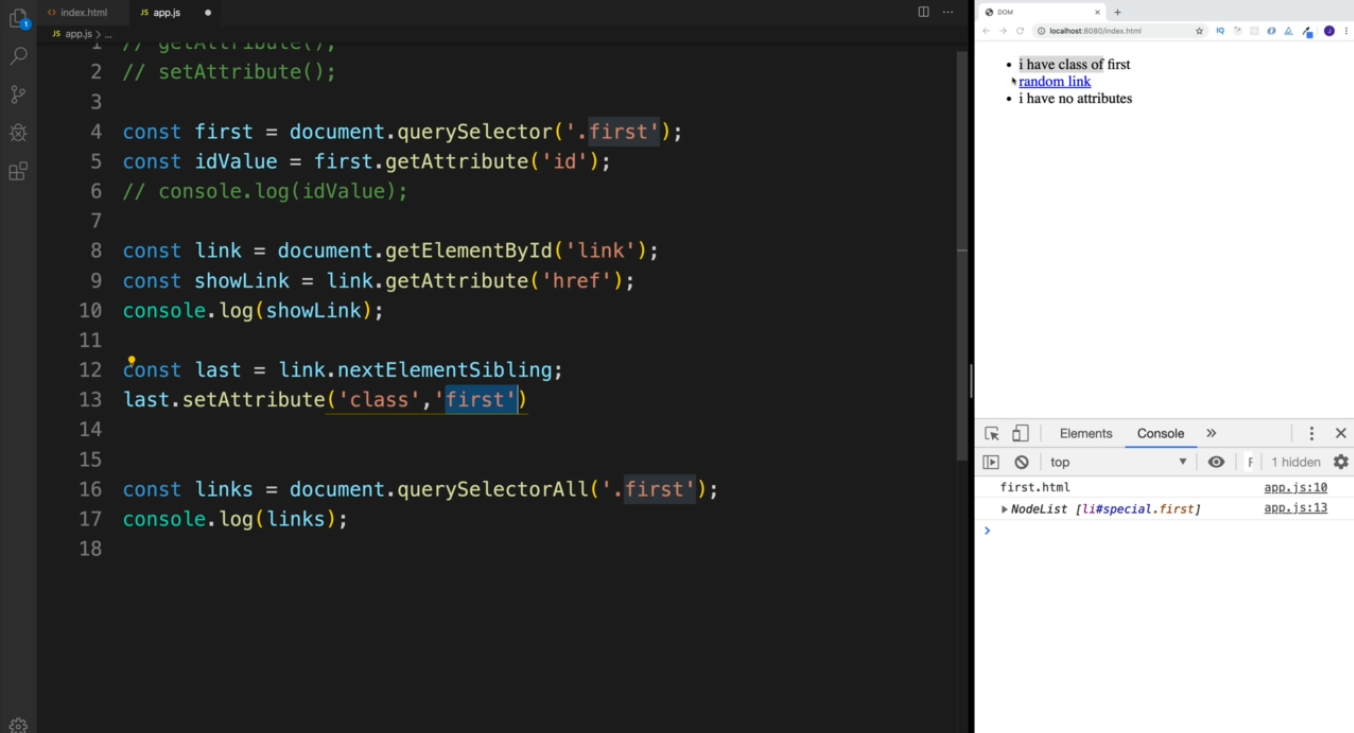 index.html JS app.js
JS app.js > ...
1 // getAttribute();
2 // setAttribute();
3
4 const first = document.querySelector('.first');
5 const idValue = first.getAttribute('id');
6 // console.log(idValue);
7
8 const link = document.getElementById('link');
9 const showLink = link.getAttribute('href');
10 console.log(showLink);
11
12 const last = link.nextElementSibling;
13 last.setAttribute('class','first')
14
15
16 const links = document.querySelectorAll('.first');
17 console.log(links);
18
1
DOM
localhost:8080/index.html
i have class of first
random link
i have no attributes
Elements Console
top 1 hidden
first.html app.js:10
NodeList [li#special.first] app.js:13